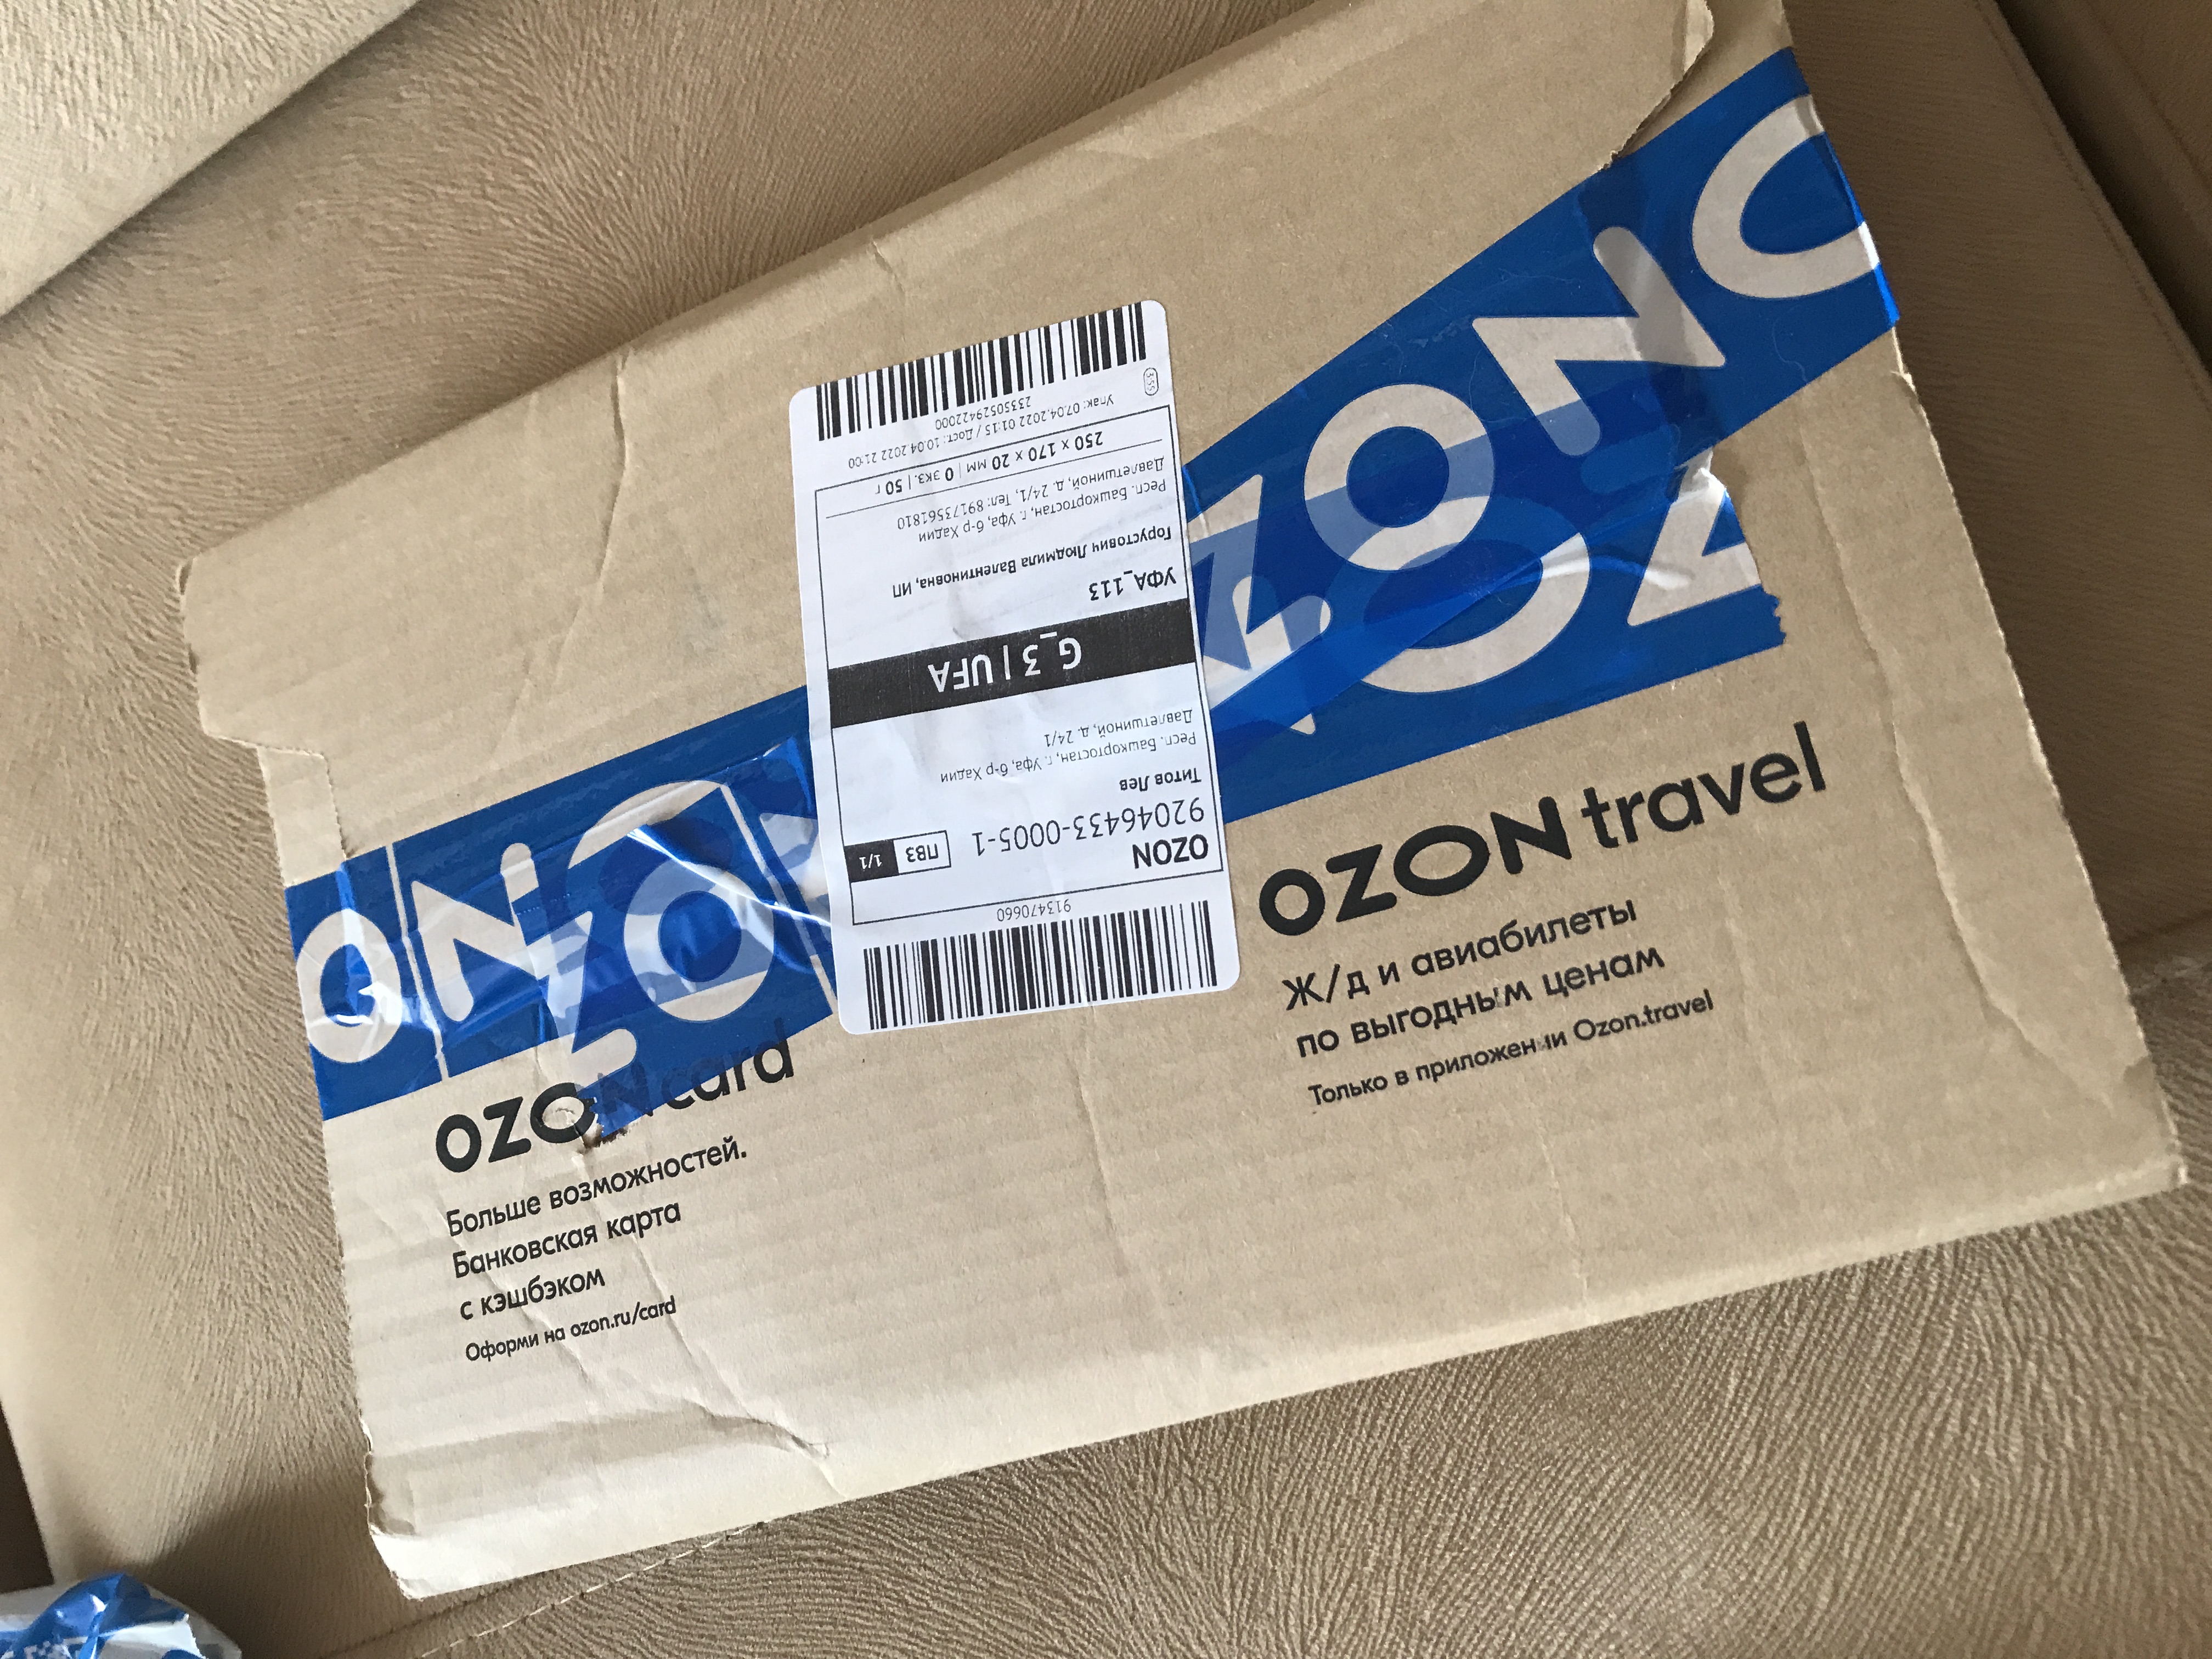 OZON
913470660
OZON
92046433-0005-1
ПВЗ
1/1
Титов Лев
Респ. Башкортостан, г. Уфа, б-р Хадии
Давлетшиной, д. 24/1
G_3 | UFA
УФА_113
Горустович Людмила Валентиновна, ИП
Респ. Башкортостан, г. Уфа, б-р Хадии
Давлетшиной, д. 24/1, Тел: 89173561810
250 x 170 x 20 мм | 0 экз. | 50 г
Упак: 07.04.2022 01:15 / Дост: 10.04.2022 21:00
23350529422000
OZON card
Больше возможностей.
Банковская карта
с кэшбэком
Оформи на ozon.ru/card
OZON travel
Ж/д и авиабилеты
по выгодным ценам
Только в приложении Ozon.travel